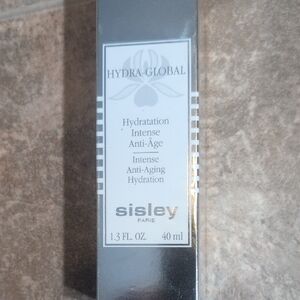 HYDRA-GLOBAL
Hydratation
Intense
Anti-Âge
Intense
Anti-Aging
Hydration
sisley
PARIS
1.3 FL. OZ. 40 ml